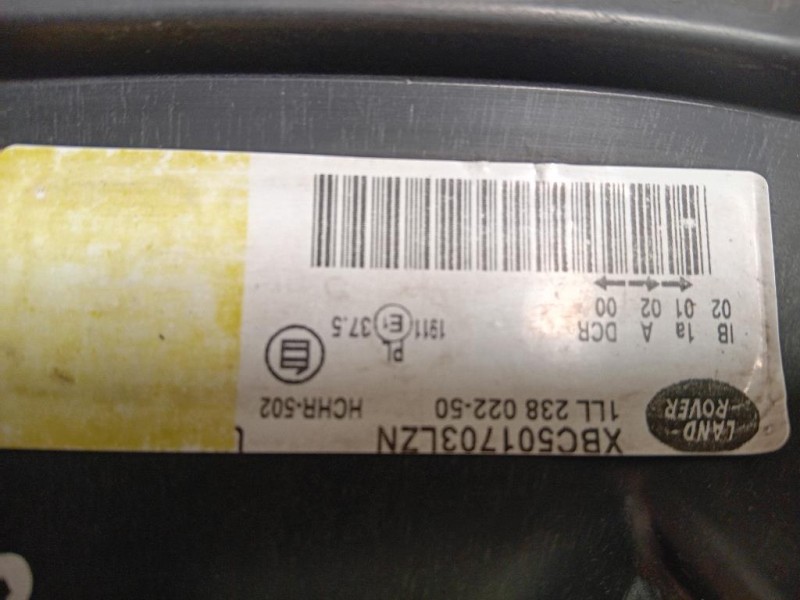 XBC501703LZN
LAND-
ROVER
1LL 238 022-50
HCHR-502
IB 1a A DCR
02 01 02 00
PL
E1 37.5
1911